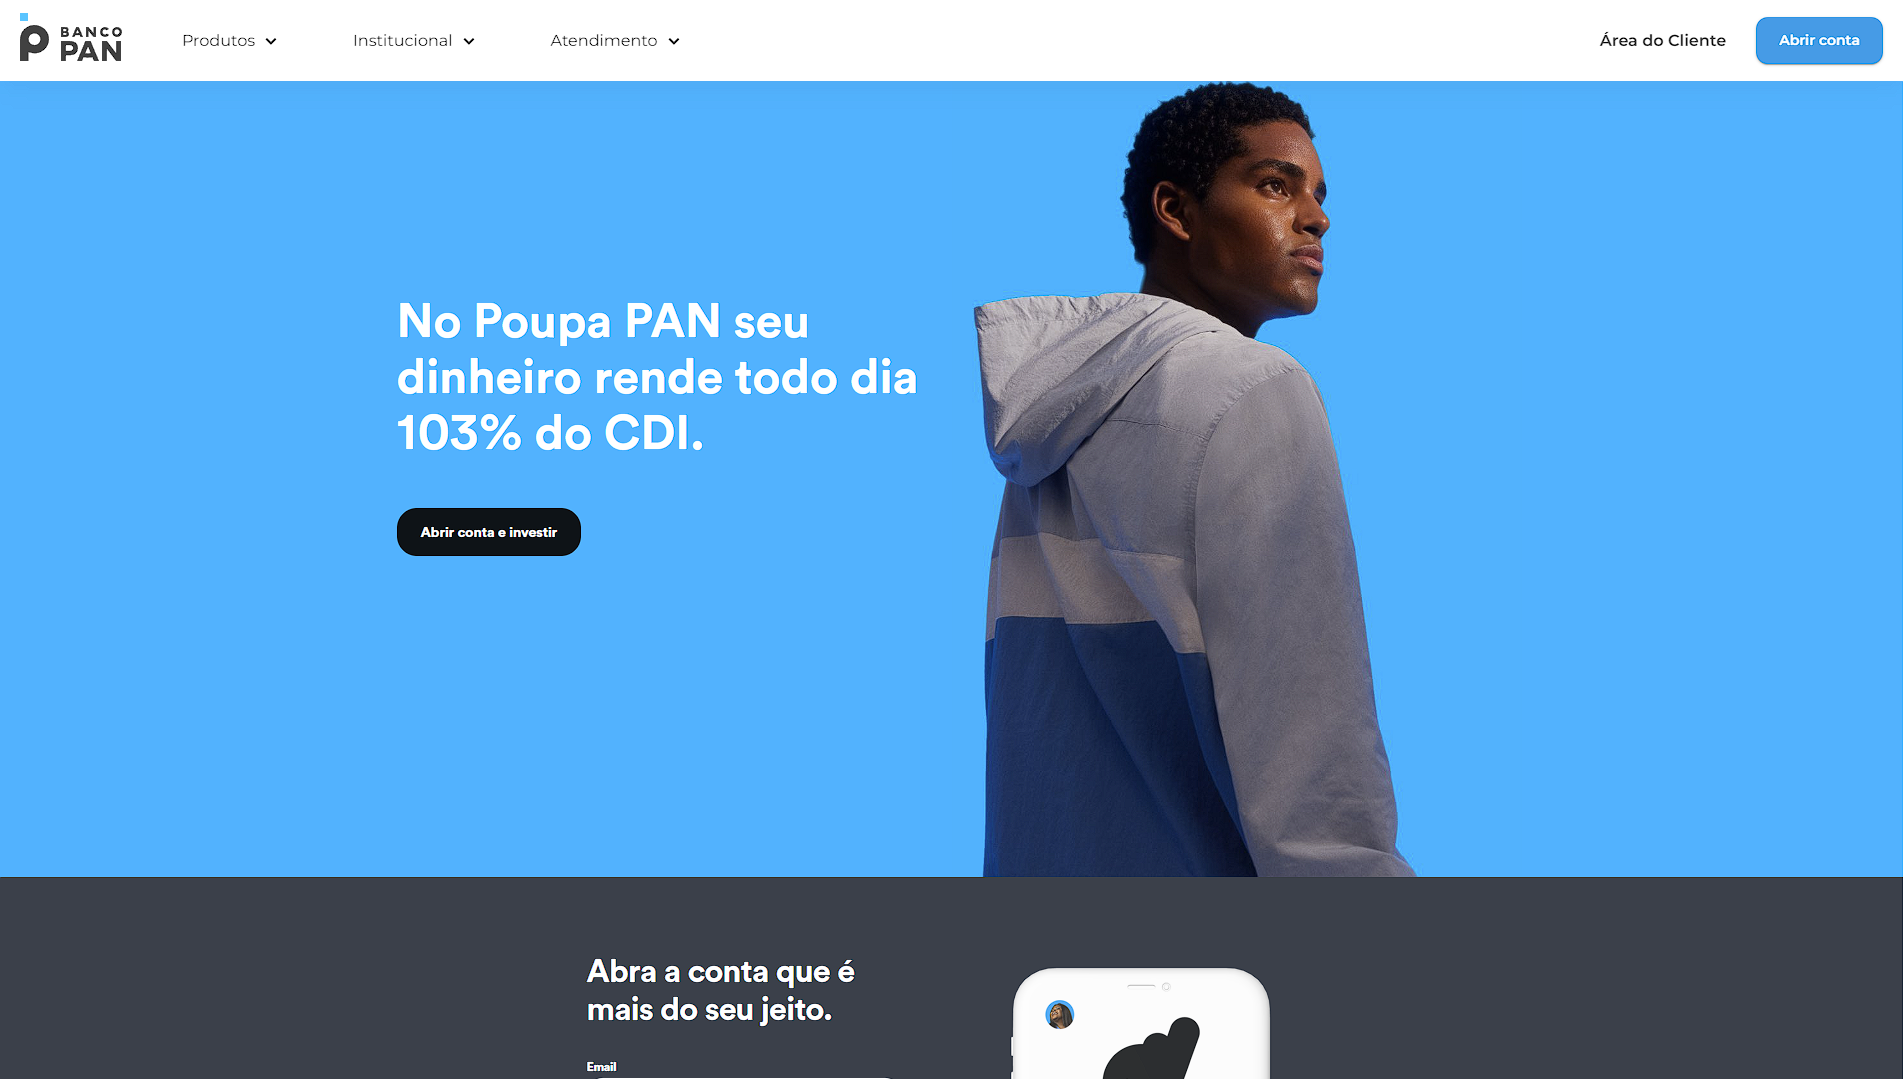 BANCO
PAN
Produtos
Institucional
Atendimento
Área do Cliente
Abrir conta
No Poupa PAN seu
dinheiro rende todo dia
103% do CDI.
Abrir conta e investir
Abra a conta que é
mais do seu jeito.
Email